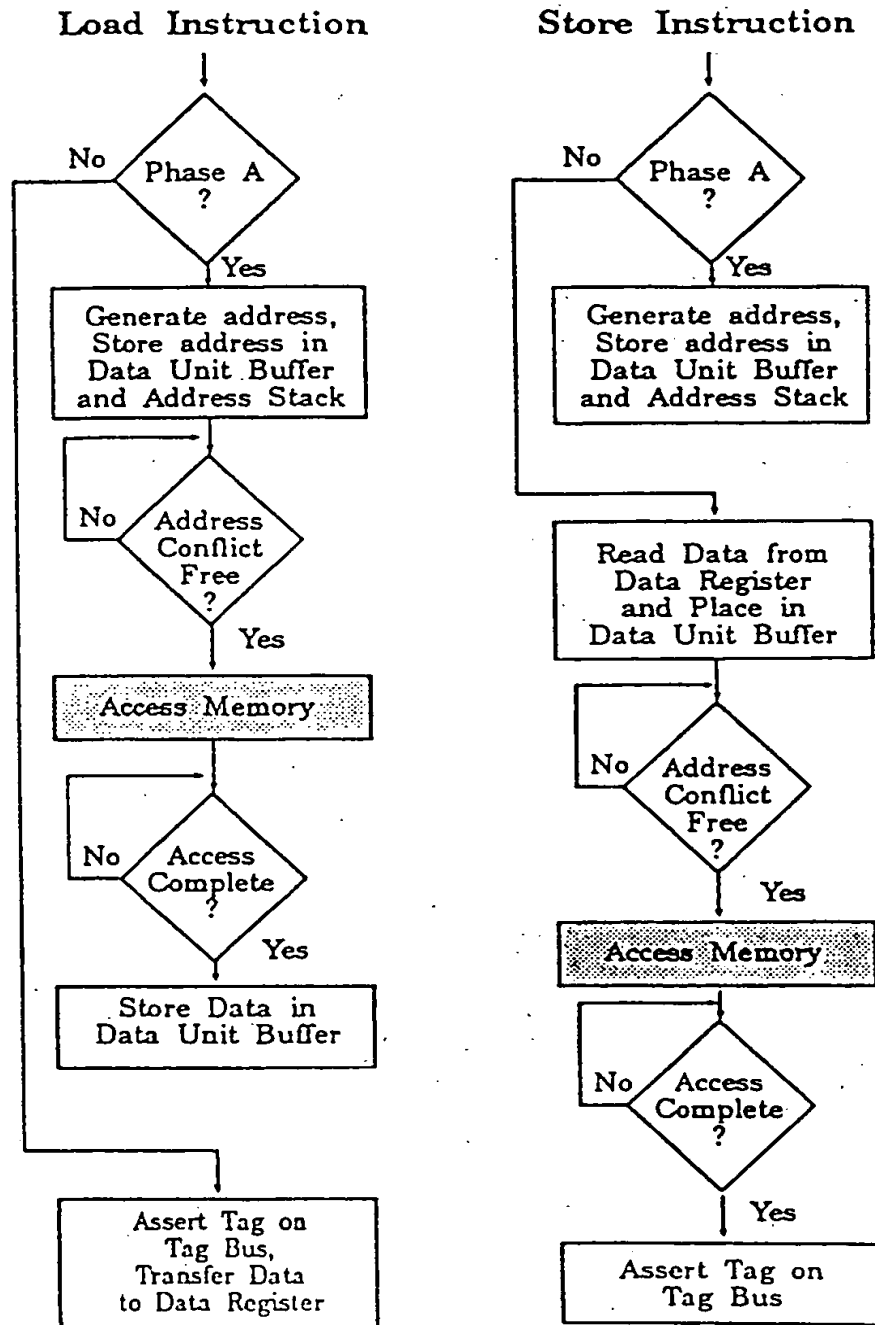 Load Instruction
Phase A
?
No
Yes
Generate address,
Store address in
Data Unit Buffer
and Address Stack
No
Address
Conflict
Free
?
Yes
Access Memory
No
Access
Complete
?
Yes
Store Data in
Data Unit Buffer
Assert Tag on
Tag Bus,
Transfer Data
to Data Register
Store Instruction
Phase A
?
No
Yes
Generate address,
Store address in
Data Unit Buffer
and Address Stack
Read Data from
Data Register
and Place in
Data Unit Buffer
No
Address
Conflict
Free
?
Yes
Access Memory
No
Access
Complete
?
Yes
Assert Tag on
Tag Bus